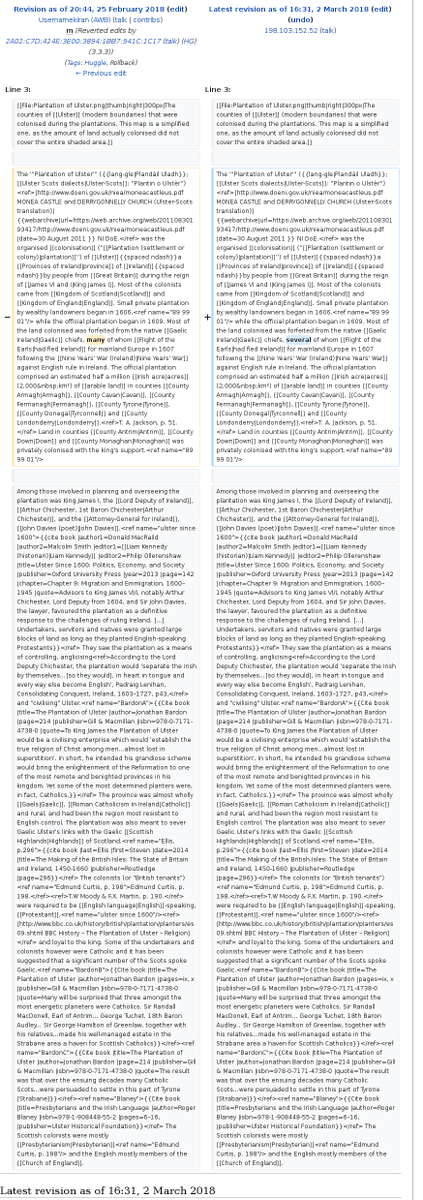 Revision as of 20:44, 25 February 2018 (edit)
Usernamekiran (AWB) (talk | contribs)
m (Reverted edits by
2A02:C7D:424E:3E00:3894:1BB7:941C:1C17 (talk) (HG)
(3.3.3))
(Tags: Huggle, Rollback)
← Previous edit
Latest revision as of 16:31, 2 March 2018
(edit) (undo)
198.103.152.52 (talk)
Line 3:
[[File:Plantation of Ulster.png|thumb|right|300px|The
counties of [[Ulster]] (modern boundaries) that were
colonised during the plantations. This map is a simplified
one, as the amount of land actually colonised did not
cover the entire shaded area.]]
−
The '''Plantation of Ulster''' ({{lang-ga|Plandáil Uladh}};
[[Ulster Scots dialects|Ulster-Scots]]: ''Plantin o Ulstèr'')
<ref>[http://www.doeni.gov.uk/niea/moneacastleus.pdf
MONEA CASTLE and DERRYGONNELLY CHURCH (Ulster-Scots
translation)]
{{webarchive|url=https://web.archive.org/web/201108301
93417/http://www.doeni.gov.uk/niea/moneacastleus.pdf
|date=30 August 2011 }} NI DoE.</ref> was the
organised [[colonisation]] (''[[Plantation (settlement or
colony)|plantation]]'') of [[Ulster]]{{spaced ndash}}a
[[Provinces of Ireland|province]] of [[Ireland]]{{spaced
ndash}}by people from [[Great Britain]] during the reign
of [[James VI and I|King James I]]. Most of the colonists
came from [[Kingdom of Scotland|Scotland]] and
[[Kingdom of England|England]]. Small private plantation
by wealthy landowners began in 1606,<ref name="89 99
01"/> while the official plantation began in 1609. Most of
the land colonised was forfeited from the native [[Gaelic
Ireland|Gaelic]] chiefs, many of whom [[Flight of the
Earls|had fled Ireland]] for mainland Europe in 1607
following the [[Nine Years' War (Ireland)|Nine Years' War]]
against English rule in Ireland. The official plantation
comprised an estimated half a million [[Irish acre|acres]]
(2,000&nbsp;km²) of [[arable land]] in counties [[County
Armagh|Armagh]], [[County Cavan|Cavan]], [[County
Fermanagh|Fermanagh]], [[County Tyrone|Tyrone]],
[[County Donegal|Tyrconnell]] and [[County
Londonderry|Londonderry]].<ref>T. A. Jackson, p. 51.
</ref> Land in counties [[County Antrim|Antrim]], [[County
Down|Down]] and [[County Monaghan|Monaghan]] was
privately colonised with the king's support.<ref name="89
99 01"/>
Among those involved in planning and overseeing the
plantation was King James I, the [[Lord Deputy of Ireland]],
[[Arthur Chichester, 1st Baron Chichester|Arthur
Chichester]], and the [[Attorney-General for Ireland]],
[[John Davies (poet)|John Davies]].<ref name="ulster since
1600">{{cite book |author1=Donald MacRaild
|author2=Malcolm Smith |editor1=[[Liam Kennedy
(historian)|Liam Kennedy]] |editor2=Philip Ollerenshaw
|title=Ulster Since 1600: Politics, Economy, and Society
|publisher=Oxford University Press |year=2013 |page=142
|chapter=Chapter 9: Migration and Emigration, 1600–
1945 |quote=Advisors to King James VI/I, notably Arthur
Chichester, Lord Deputy from 1604, and Sir John Davies,
the lawyer, favoured the plantation as a definitive
response to the challenges of ruling Ireland. [...]
Undertakers, servitors and natives were granted large
blocks of land as long as they planted English-speaking
Protestants}}</ref> They saw the plantation as a means
of controlling, anglicising<ref>According to the Lord
Deputy Chichester, the plantation would 'separate the Irish
by themselves...[so they would], in heart in tongue and
every way else become English', Padraig Lenihan,
Consolidating Conquest, Ireland, 1603–1727, p43,</ref>
and "civilising" Ulster.<ref name="BardonA">{{Cite book
|title=The Plantation of Ulster |author=Jonathan Bardon
|page=214 |publisher=Gill & Macmillan |isbn=978-0-7171-
4738-0 |quote=To King James the Plantation of Ulster
would be a civilising enterprise which would 'establish the
true religion of Christ among men...almost lost in
superstition'. In short, he intended his grandiose scheme
would bring the enlightenment of the Reformation to one
of the most remote and benighted provinces in his
kingdom. Yet some of the most determined planters were,
in fact, Catholics.}}</ref> The province was almost wholly
[[Gaels|Gaelic]], [[Roman Catholicism in Ireland|Catholic]]
and rural, and had been the region most resistant to
English control. The plantation was also meant to sever
Gaelic Ulster's links with the Gaelic [[Scottish
Highlands|Highlands]] of Scotland.<ref name="Ellis,
p.296">{{cite book |last=Ellis |first=Steven |date=2014
|title=The Making of the British Isles: The State of Britain
and Ireland, 1450-1660 |publisher=Routledge
|page=296}}</ref> The colonists (or "British tenants")
<ref name="Edmund Curtis, p. 198">Edmund Curtis, p.
198.</ref><ref>T.W Moody & F.X. Martin, p. 190.</ref>
were required to be [[English language|English]]-speaking,
[[Protestant]],<ref name="ulster since 1600"/><ref>
[http://www.bbc.co.uk/history/british/plantation/planters/es
09.shtml BBC History – The Plantation of Ulster – Religion]
</ref> and loyal to the king. Some of the undertakers and
colonists however were Catholic and it has been
suggested that a significant number of the Scots spoke
Gaelic.<ref name="BardonB">{{Cite book |title=The
Plantation of Ulster |author=Jonathan Bardon |pages=ix, x
|publisher=Gill & Macmillan |isbn=978-0-7171-4738-0
|quote=Many will be surprised that three amongst the
most energetic planters were Catholics. Sir Randall
MacDonell, Earl of Antrim... George Tuchet, 18th Baron
Audley... Sir George Hamilton of Greenlaw, together with
his relatives...made his well-managed estate in the
Strabane area a haven for Scottish Catholics}}</ref><ref
name="BardonC">{{Cite book |title=The Plantation of
Ulster |author=Jonathan Bardon |page=214 |publisher=Gill
& Macmillan |isbn=978-0-7171-4738-0 |quote=The result
was that over the ensuing decades many Catholic
Scots...were persuaded to settle in this part of Tyrone
[Strabane]}}</ref><ref name="Blaney">{{Cite book
|title=Presbyterians and the Irish Language |author=Roger
Blaney |isbn=978-1-908448-55-2 |pages=6–16,
|publisher=Ulster Historical Foundation}}</ref> The
Scottish colonists were mostly
[[Presbyterianism|Presbyterian]]<ref name="Edmund
Curtis, p. 198"/> and the English mostly members of the
[[Church of England]].
Line 3:
[[File:Plantation of Ulster.png|thumb|right|300px|The
counties of [[Ulster]] (modern boundaries) that were
colonised during the plantations. This map is a simplified
one, as the amount of land actually colonised did not
cover the entire shaded area.]]
+
The '''Plantation of Ulster''' ({{lang-ga|Plandáil Uladh}};
[[Ulster Scots dialects|Ulster-Scots]]: ''Plantin o Ulstèr'')
<ref>[http://www.doeni.gov.uk/niea/moneacastleus.pdf
MONEA CASTLE and DERRYGONNELLY CHURCH (Ulster-Scots
translation)]
{{webarchive|url=https://web.archive.org/web/201108301
93417/http://www.doeni.gov.uk/niea/moneacastleus.pdf
|date=30 August 2011 }} NI DoE.</ref> was the
organised [[colonisation]] (''[[Plantation (settlement or
colony)|plantation]]'') of [[Ulster]]{{spaced ndash}}a
[[Provinces of Ireland|province]] of [[Ireland]]{{spaced
ndash}}by people from [[Great Britain]] during the reign
of [[James VI and I|King James I]]. Most of the colonists
came from [[Kingdom of Scotland|Scotland]] and
[[Kingdom of England|England]]. Small private plantation
by wealthy landowners began in 1606,<ref name="89 99
01"/> while the official plantation began in 1609. Most of
the land colonised was forfeited from the native [[Gaelic
Ireland|Gaelic]] chiefs, several of whom [[Flight of the
Earls|had fled Ireland]] for mainland Europe in 1607
following the [[Nine Years' War (Ireland)|Nine Years' War]]
against English rule in Ireland. The official plantation
comprised an estimated half a million [[Irish acre|acres]]
(2,000&nbsp;km²) of [[arable land]] in counties [[County
Armagh|Armagh]], [[County Cavan|Cavan]], [[County
Fermanagh|Fermanagh]], [[County Tyrone|Tyrone]],
[[County Donegal|Tyrconnell]] and [[County
Londonderry|Londonderry]].<ref>T. A. Jackson, p. 51.
</ref> Land in counties [[County Antrim|Antrim]], [[County
Down|Down]] and [[County Monaghan|Monaghan]] was
privately colonised with the king's support.<ref name="89
99 01"/>
Among those involved in planning and overseeing the
plantation was King James I, the [[Lord Deputy of Ireland]],
[[Arthur Chichester, 1st Baron Chichester|Arthur
Chichester]], and the [[Attorney-General for Ireland]],
[[John Davies (poet)|John Davies]].<ref name="ulster since
1600">{{cite book |author1=Donald MacRaild
|author2=Malcolm Smith |editor1=[[Liam Kennedy
(historian)|Liam Kennedy]] |editor2=Philip Ollerenshaw
|title=Ulster Since 1600: Politics, Economy, and Society
|publisher=Oxford University Press |year=2013 |page=142
|chapter=Chapter 9: Migration and Emigration, 1600–
1945 |quote=Advisors to King James VI/I, notably Arthur
Chichester, Lord Deputy from 1604, and Sir John Davies,
the lawyer, favoured the plantation as a definitive
response to the challenges of ruling Ireland. [...]
Undertakers, servitors and natives were granted large
blocks of land as long as they planted English-speaking
Protestants}}</ref> They saw the plantation as a means
of controlling, anglicising<ref>According to the Lord
Deputy Chichester, the plantation would 'separate the Irish
by themselves...[so they would], in heart in tongue and
every way else become English', Padraig Lenihan,
Consolidating Conquest, Ireland, 1603–1727, p43,</ref>
and "civilising" Ulster.<ref name="BardonA">{{Cite book
|title=The Plantation of Ulster |author=Jonathan Bardon
|page=214 |publisher=Gill & Macmillan |isbn=978-0-7171-
4738-0 |quote=To King James the Plantation of Ulster
would be a civilising enterprise which would 'establish the
true religion of Christ among men...almost lost in
superstition'. In short, he intended his grandiose scheme
would bring the enlightenment of the Reformation to one
of the most remote and benighted provinces in his
kingdom. Yet some of the most determined planters were,
in fact, Catholics.}}</ref> The province was almost wholly
[[Gaels|Gaelic]], [[Roman Catholicism in Ireland|Catholic]]
and rural, and had been the region most resistant to
English control. The plantation was also meant to sever
Gaelic Ulster's links with the Gaelic [[Scottish
Highlands|Highlands]] of Scotland.<ref name="Ellis,
p.296">{{cite book |last=Ellis |first=Steven |date=2014
|title=The Making of the British Isles: The State of Britain
and Ireland, 1450-1660 |publisher=Routledge
|page=296}}</ref> The colonists (or "British tenants")
<ref name="Edmund Curtis, p. 198">Edmund Curtis, p.
198.</ref><ref>T.W Moody & F.X. Martin, p. 190.</ref>
were required to be [[English language|English]]-speaking,
[[Protestant]],<ref name="ulster since 1600"/><ref>
[http://www.bbc.co.uk/history/british/plantation/planters/es
09.shtml BBC History – The Plantation of Ulster – Religion]
</ref> and loyal to the king. Some of the undertakers and
colonists however were Catholic and it has been
suggested that a significant number of the Scots spoke
Gaelic.<ref name="BardonB">{{Cite book |title=The
Plantation of Ulster |author=Jonathan Bardon |pages=ix, x
|publisher=Gill & Macmillan |isbn=978-0-7171-4738-0
|quote=Many will be surprised that three amongst the
most energetic planters were Catholics. Sir Randall
MacDonell, Earl of Antrim... George Tuchet, 18th Baron
Audley... Sir George Hamilton of Greenlaw, together with
his relatives...made his well-managed estate in the
Strabane area a haven for Scottish Catholics}}</ref><ref
name="BardonC">{{Cite book |title=The Plantation of
Ulster |author=Jonathan Bardon |page=214 |publisher=Gill
& Macmillan |isbn=978-0-7171-4738-0 |quote=The result
was that over the ensuing decades many Catholic
Scots...were persuaded to settle in this part of Tyrone
[Strabane]}}</ref><ref name="Blaney">{{Cite book
|title=Presbyterians and the Irish Language |author=Roger
Blaney |isbn=978-1-908448-55-2 |pages=6–16,
|publisher=Ulster Historical Foundation}}</ref> The
Scottish colonists were mostly
[[Presbyterianism|Presbyterian]]<ref name="Edmund
Curtis, p. 198"/> and the English mostly members of the
[[Church of England]].
Latest revision as of 16:31, 2 March 2018